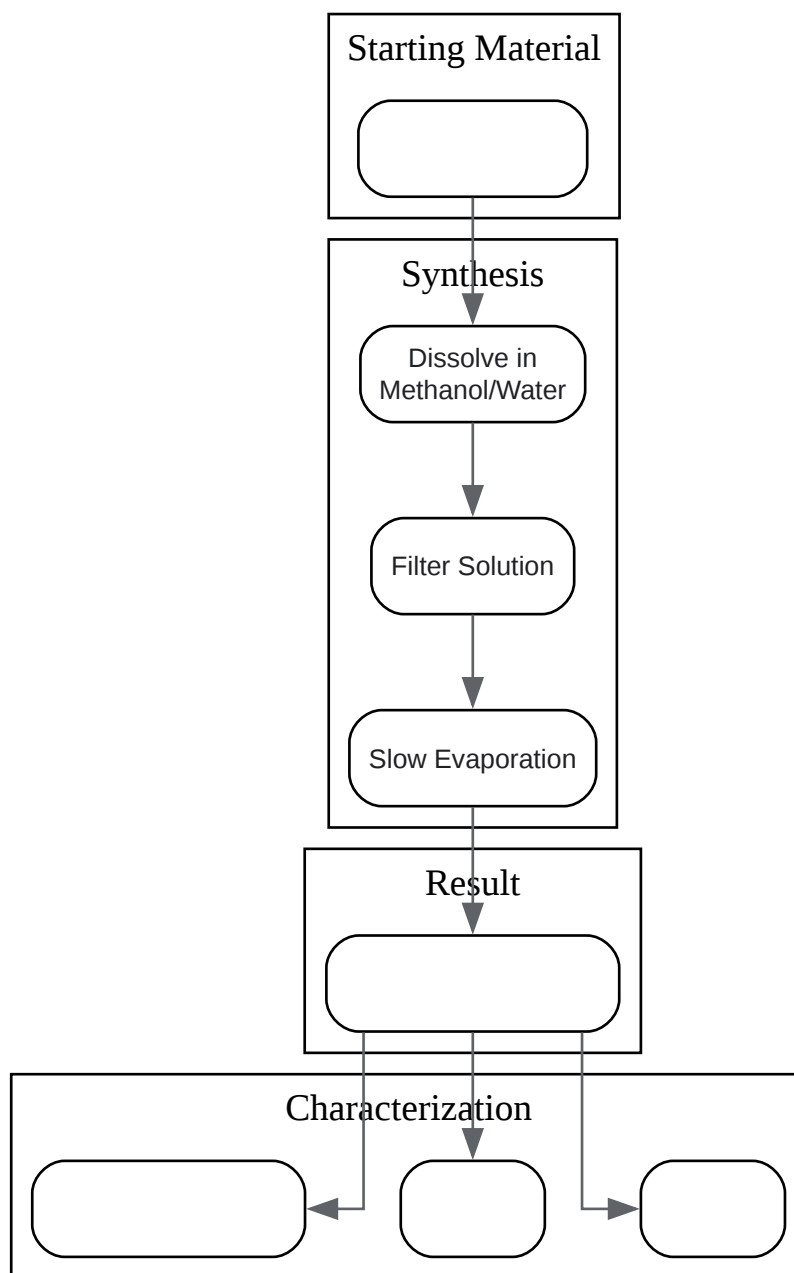 Starting Material
Synthesis
Dissolve in
Methanol/Water
Filter Solution
Slow Evaporation
Result
Characterization